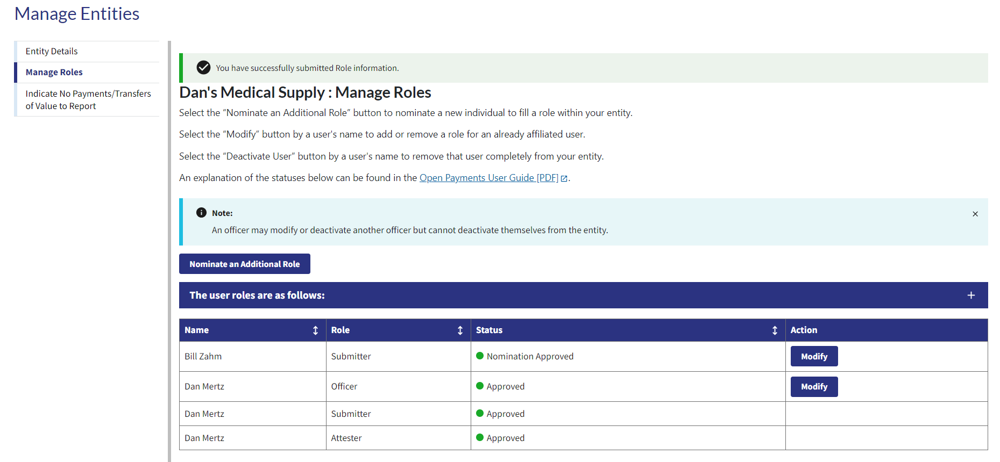 Manage Entities
Entity Details
Manage Roles
Indicate No Payments/Transfers
of Value to Report
You have successfully submitted Role information.
Dan's Medical Supply : Manage Roles
Select the “Nominate an Additional Role” button to nominate a new individual to fill a role within your entity.
Select the “Modify” button by a user's name to add or remove a role for an already affiliated user.
Select the “Deactivate User” button by a user's name to remove that user completely from your entity.
An explanation of the statuses below can be found in the Open Payments User Guide [PDF].
Note:
An officer may modify or deactivate another officer but cannot deactivate themselves from the entity.
Nominate an Additional Role
The user roles are as follows:
Name Role Status Action
Bill Zahm Submitter Nomination Approved Modify
Dan Mertz Officer Approved Modify
Dan Mertz Submitter Approved
Dan Mertz Attester Approved